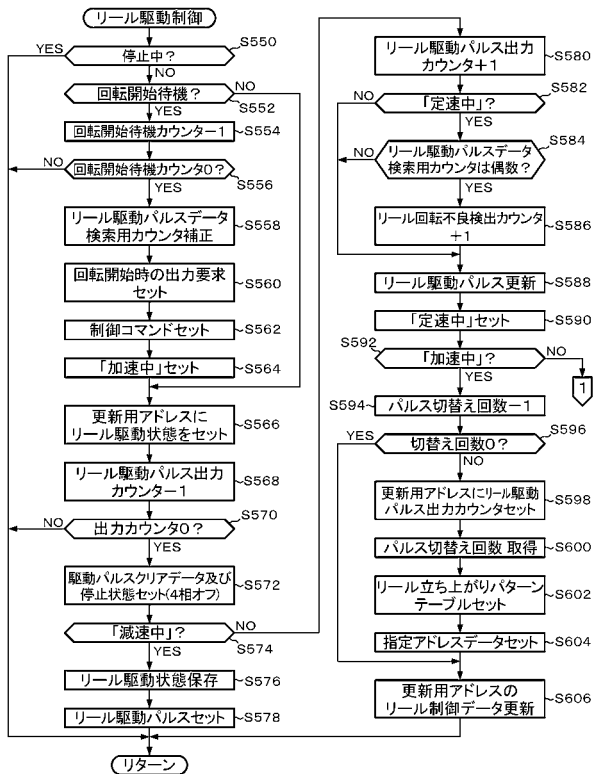 リール駆動制御
YES
停止中?
S550
NO
回転開始待機?
NO
S552
YES
回転開始待機カウンター1
S554
NO
回転開始待機カウンタ0?
S556
YES
リール駆動パルスデータ
検索用カウンタ補正
S558
回転開始時の出力要求
セット
S560
制御コマンドセット
S562
「加速中」セット
S564
更新用アドレスに
リール駆動状態をセット
S566
リール駆動パルス出力
カウンター1
S568
NO
出力カウンタ0?
S570
YES
駆動パルスクリアデータ及び
停止状態セット(4相オフ)
S572
「減速中」?
NO
S574
YES
リール駆動状態保存
S576
リール駆動パルスセット
S578
リターン
リール駆動パルス出力
カウンタ+1
S580
NO
「定速中」?
S582
YES
NO
リール駆動パルスデータ
検索用カウンタは偶数?
S584
YES
リール回転不良検出カウンタ
+1
S586
リール駆動パルス更新
S588
「定速中」セット
S590
S592
「加速中」?
NO
1
YES
S594
パルス切替え回数-1
YES
切替え回数0?
S596
NO
更新用アドレスにリール駆動
パルス出力カウンタセット
S598
パルス切替え回数 取得
S600
リール立ち上がりパターン
テーブルセット
S602
指定アドレスデータセット
S604
更新用アドレスの
リール制御データ更新
S606